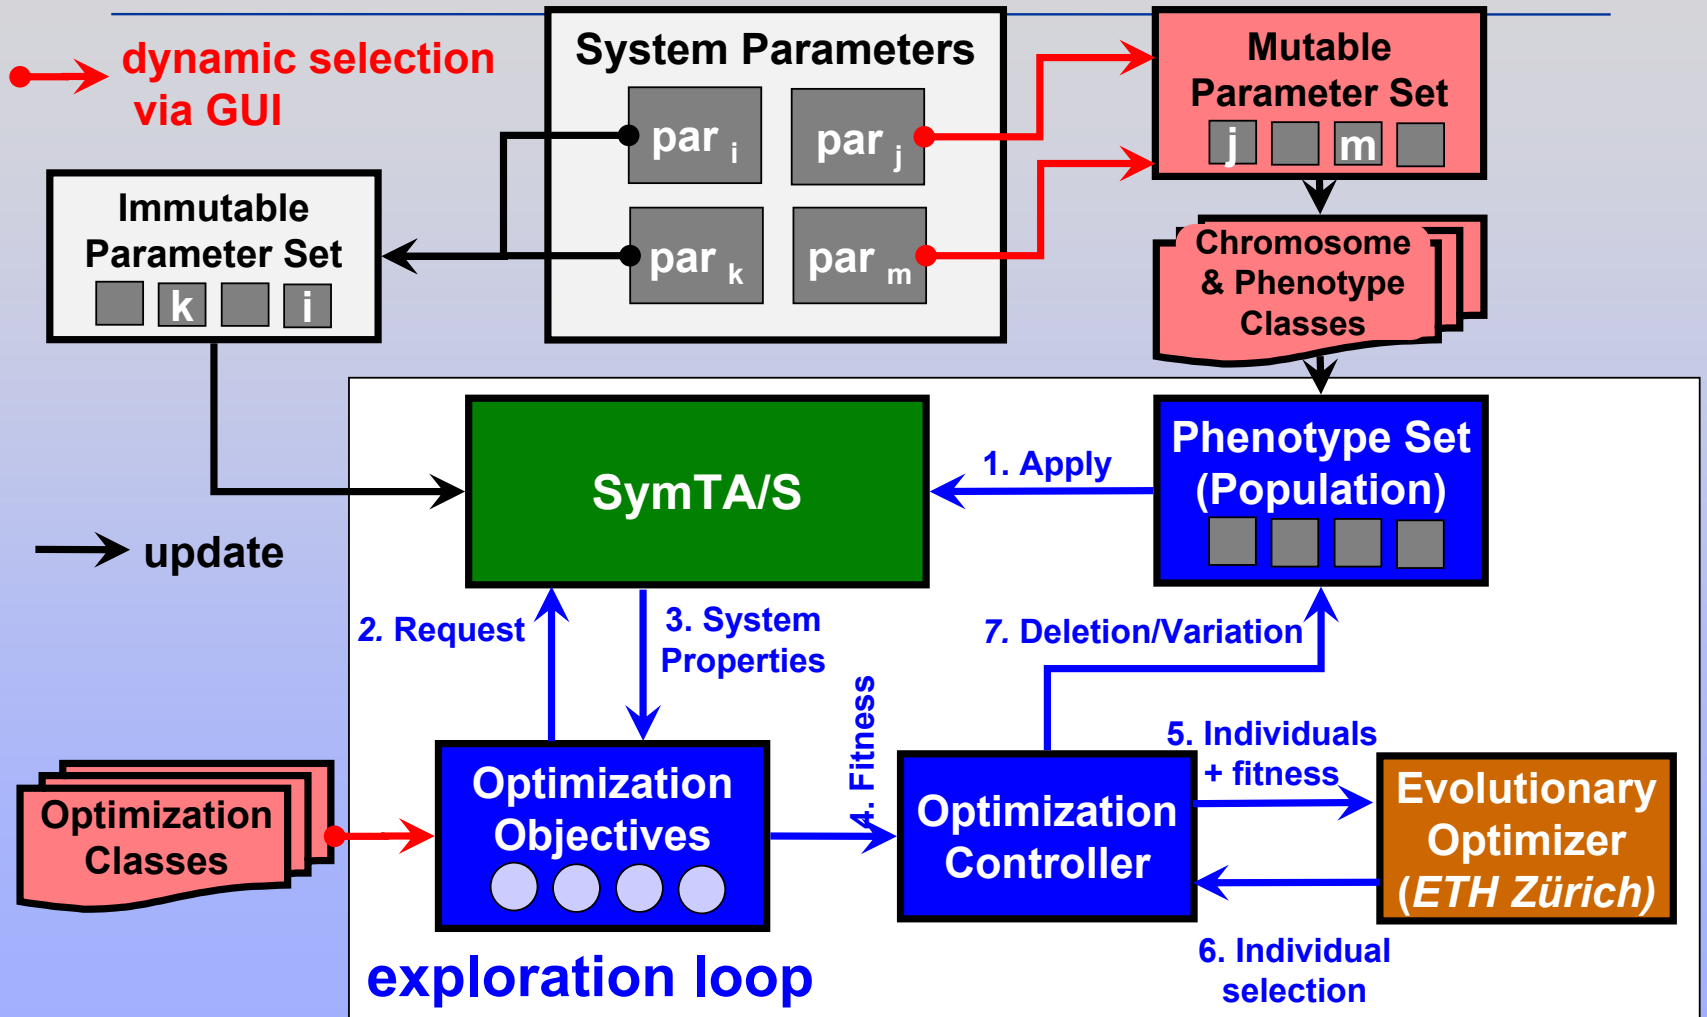 dynamic selection
via GUI
System Parameters
par i
par j
par k
par m
Mutable
Parameter Set
j
m
Immutable
Parameter Set
k
i
Chromosome
& Phenotype
Classes
SymTA/S
1. Apply
Phenotype Set
(Population)
update
2. Request
3. System
Properties
7. Deletion/Variation
4. Fitness
5. Individuals
+ fitness
Optimization
Classes
Optimization
Objectives
Optimization
Controller
Evolutionary
Optimizer
(ETH Zürich)
6. Individual
selection
exploration loop